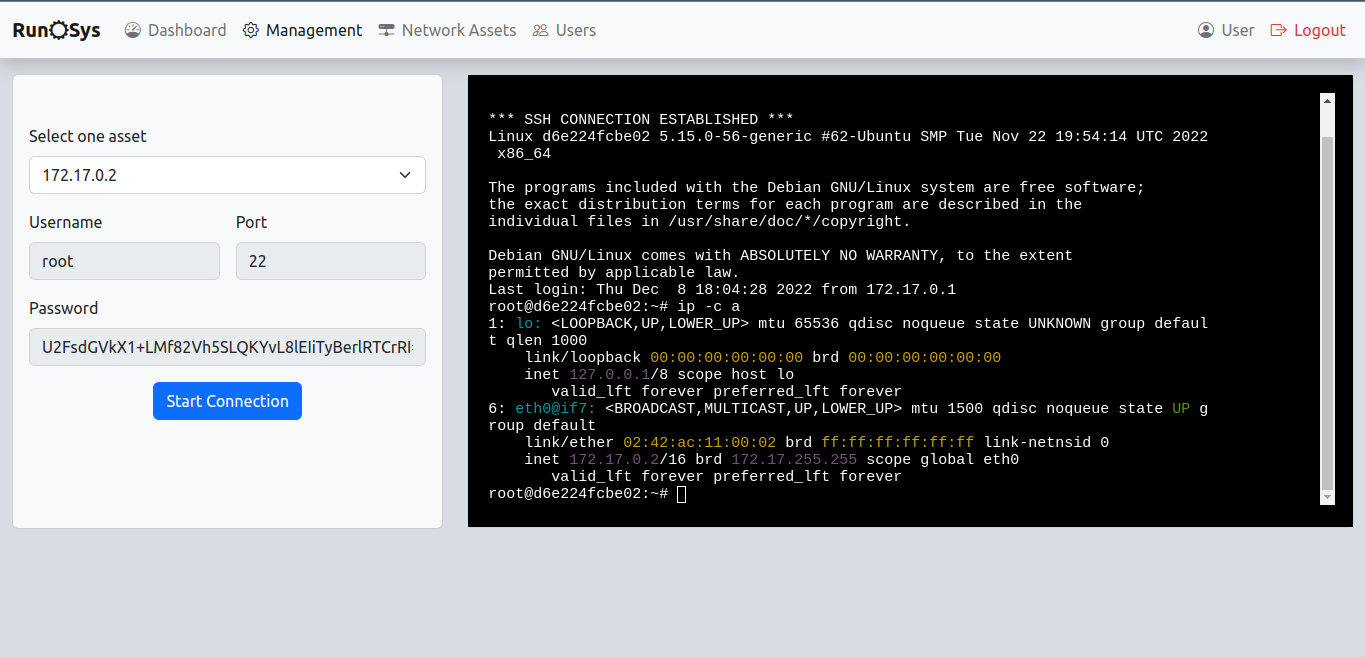 Run Sys Dashboard Management Network Assets Users User Logout
Select one asset
172.17.0.2
Username Port
root 22
Password
U2FsdGVkX1+LMf82Vh5SLQKYvL8lEIiTyBerlRTCrRI
Start Connection
*** SSH CONNECTION ESTABLISHED ***
Linux d6e224fcbe02 5.15.0-56-generic #62-Ubuntu SMP Tue Nov 22 19:54:14 UTC 2022
x86_64
The programs included with the Debian GNU/Linux system are free software;
the exact distribution terms for each program are described in the
individual files in /usr/share/doc/*/copyright.
Debian GNU/Linux comes with ABSOLUTELY NO WARRANTY, to the extent
permitted by applicable law.
Last login: Thu Dec  8 18:04:28 2022 from 172.17.0.1
root@d6e224fcbe02:~# ip -c a
1: lo: <LOOPBACK,UP,LOWER_UP> mtu 65536 qdisc noqueue state UNKNOWN group defaul
t qlen 1000
link/loopback 00:00:00:00:00:00 brd 00:00:00:00:00:00
inet 127.0.0.1/8 scope host lo
valid_lft forever preferred_lft forever
6: eth0@if7: <BROADCAST,MULTICAST,UP,LOWER_UP> mtu 1500 qdisc noqueue state UP g
roup default
link/ether 02:42:ac:11:00:02 brd ff:ff:ff:ff:ff:ff link-netnsid 0
inet 172.17.0.2/16 brd 172.17.255.255 scope global eth0
valid_lft forever preferred_lft forever
root@d6e224fcbe02:~#